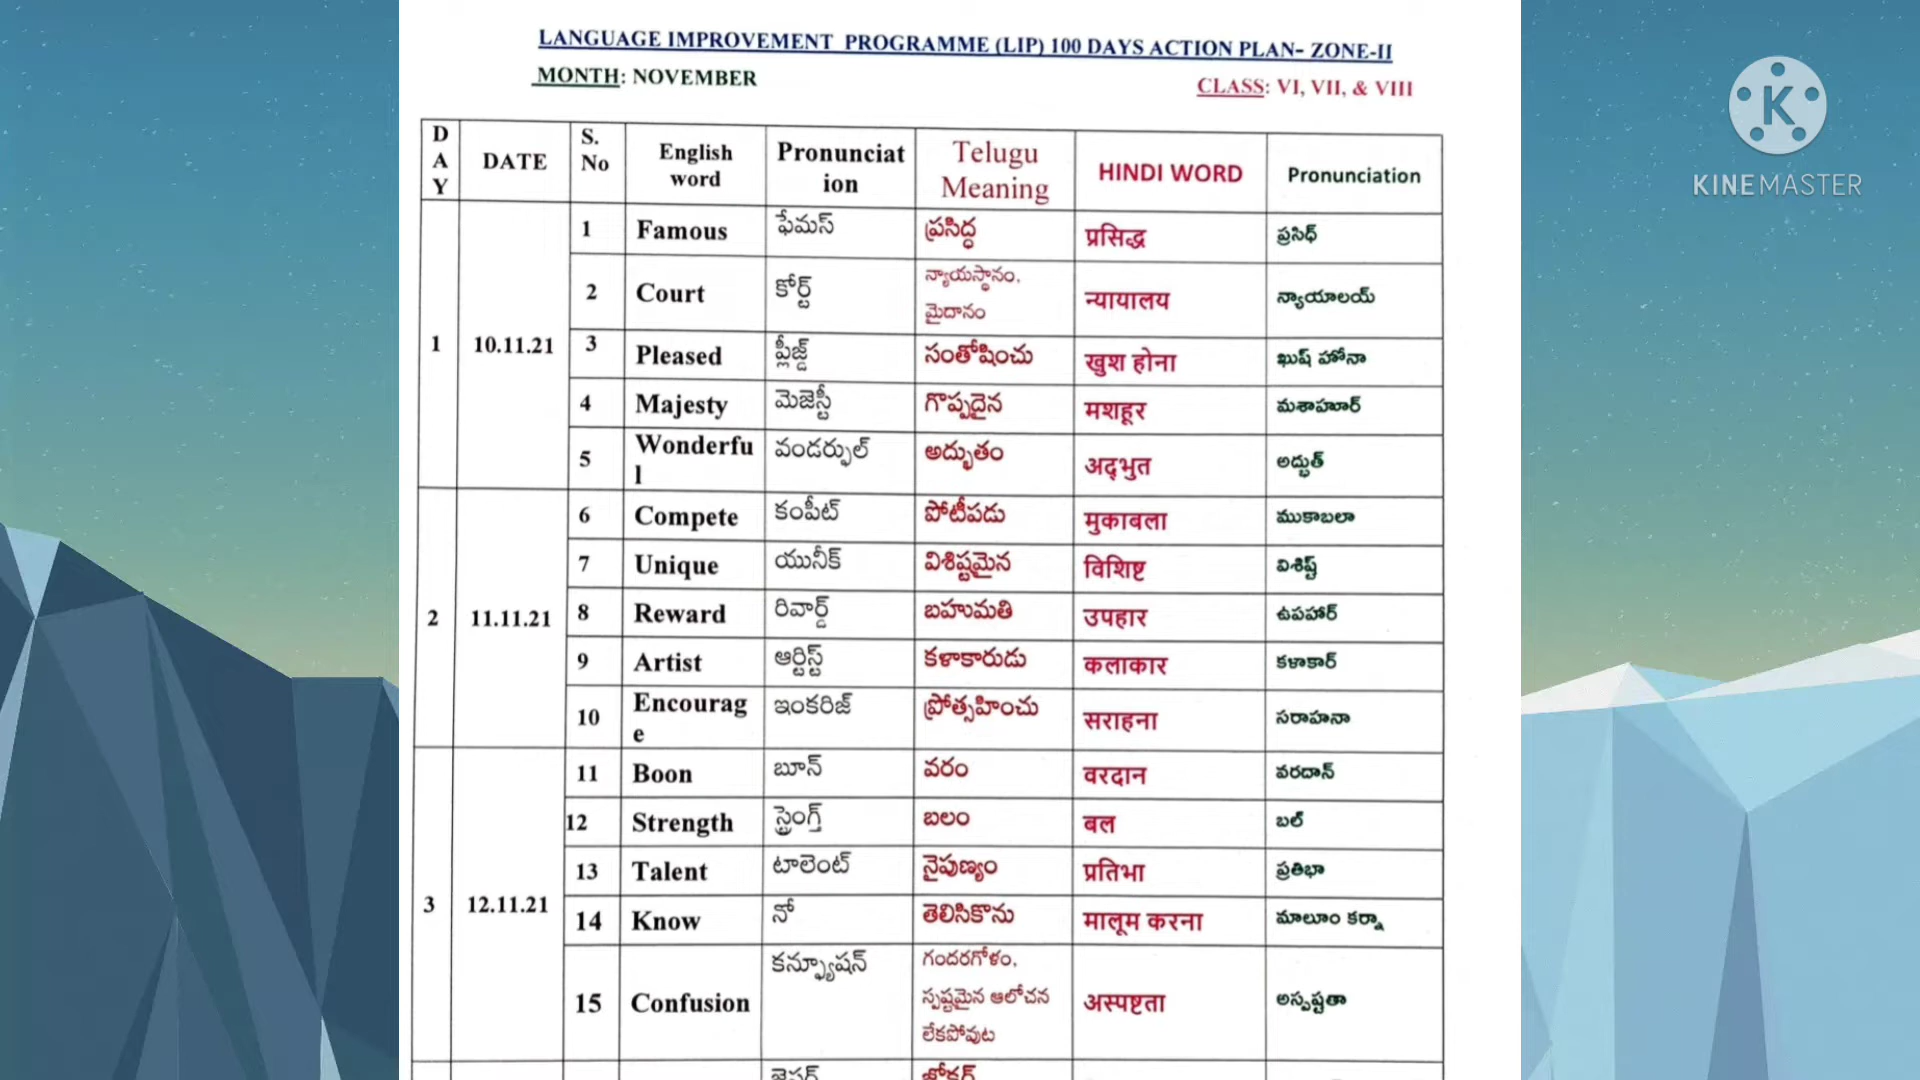 LANGUAGE IMPROVEMENT PROGRAMME (LIP) 100 DAYS ACTION PLAN- ZONE-II
MONTH: NOVEMBER
CLASS: VI, VII, & VIII
KINEMASTER
DAY DATE S. No English word Pronunciation Telugu Meaning HINDI WORD Pronunciation
1 10.11.21
1 Famous ఫేమస్ ప్రసిద్ధ प्रसिद्ध ప్రసిధ్
2 Court కోర్ట్ న్యాయస్థానం, మైదానం न्यायालय న్యాయాలయ్
3 Pleased ప్లీజ్డ్ సంతోషించు खुश होना ఖుష్ హోనా
4 Majesty మెజెస్టీ గొప్పదైన मशहूर మశాహూర్
5 Wonderful వండర్ఫుల్ అద్భుతం अद्भुत అద్భుత్
2 11.11.21
6 Compete కంపీట్ పోటీపడు मुकाबला ముకాబలా
7 Unique యునీక్ విశిష్టమైన विशिष्ट విశిష్ట్
8 Reward రివార్డ్ బహుమతి उपहार ఉపహార్
9 Artist ఆర్టిస్ట్ కళాకారుడు कलाकार కళాకార్
10 Encourage ఇంకరిజ్ ప్రోత్సహించు सराहना సరాహనా
3 12.11.21
11 Boon బూన్ వరం वरदान వరదాన్
12 Strength స్ట్రెంగ్త్ బలం बल బల్
13 Talent టాలెంట్ నైపుణ్యం प्रतिभा ప్రతిభా
14 Know నో తెలిసికొను मालूम करना మాలూం కర్నా
15 Confusion కన్ఫ్యూషన్ గందరగోళం, స్పష్టమైన ఆలోచన లేకపోవుట अस्पष्टता అస్పష్టతా